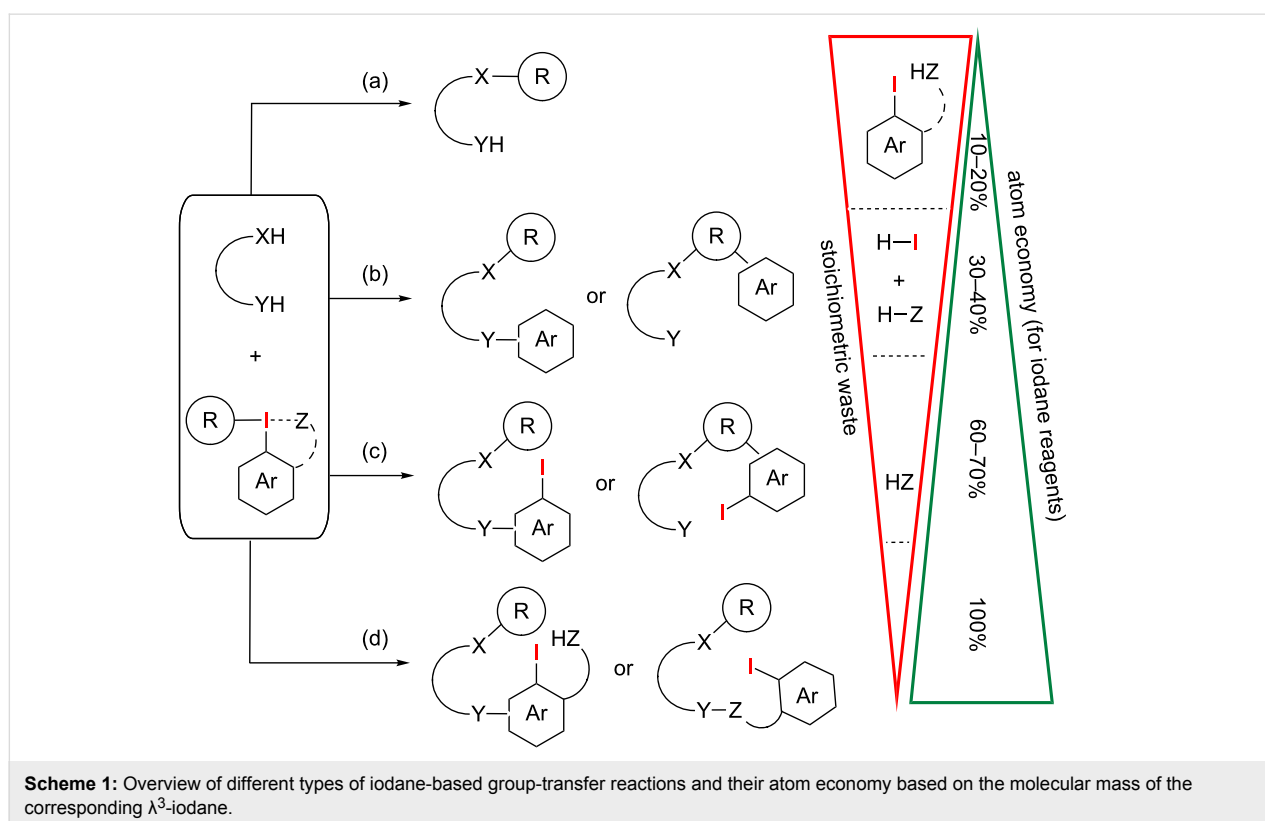 (a)
X
R
YH
XH
YH
+
R
I
Z
Ar
(b)
R
X
Y
Ar
or
R
X
Ar
Y
(c)
R
X
I
Y
Ar
or
R
X
Ar
I
Y
(d)
R
X
I
HZ
Y
Ar
or
R
X
I
Ar
Y
Z
I
HZ
Ar
H–I
+
H–Z
HZ
stoichiometric waste
10–20%
30–40%
60–70%
100%
atom economy (for iodane reagents)
Scheme 1: Overview of different types of iodane-based group-transfer reactions and their atom economy based on the molecular mass of the
corresponding λ³-iodane.